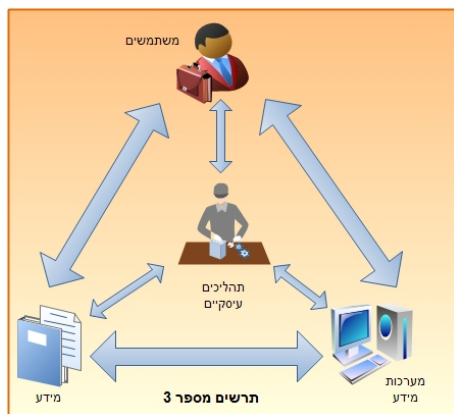 משתמשים
תהליכים
עיסקיים
מערכות
מידע
מידע
תרשים מספר 3